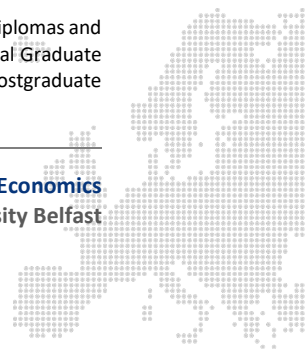 iplomas and
al Graduate
ostgraduate
Economics
sity Belfast